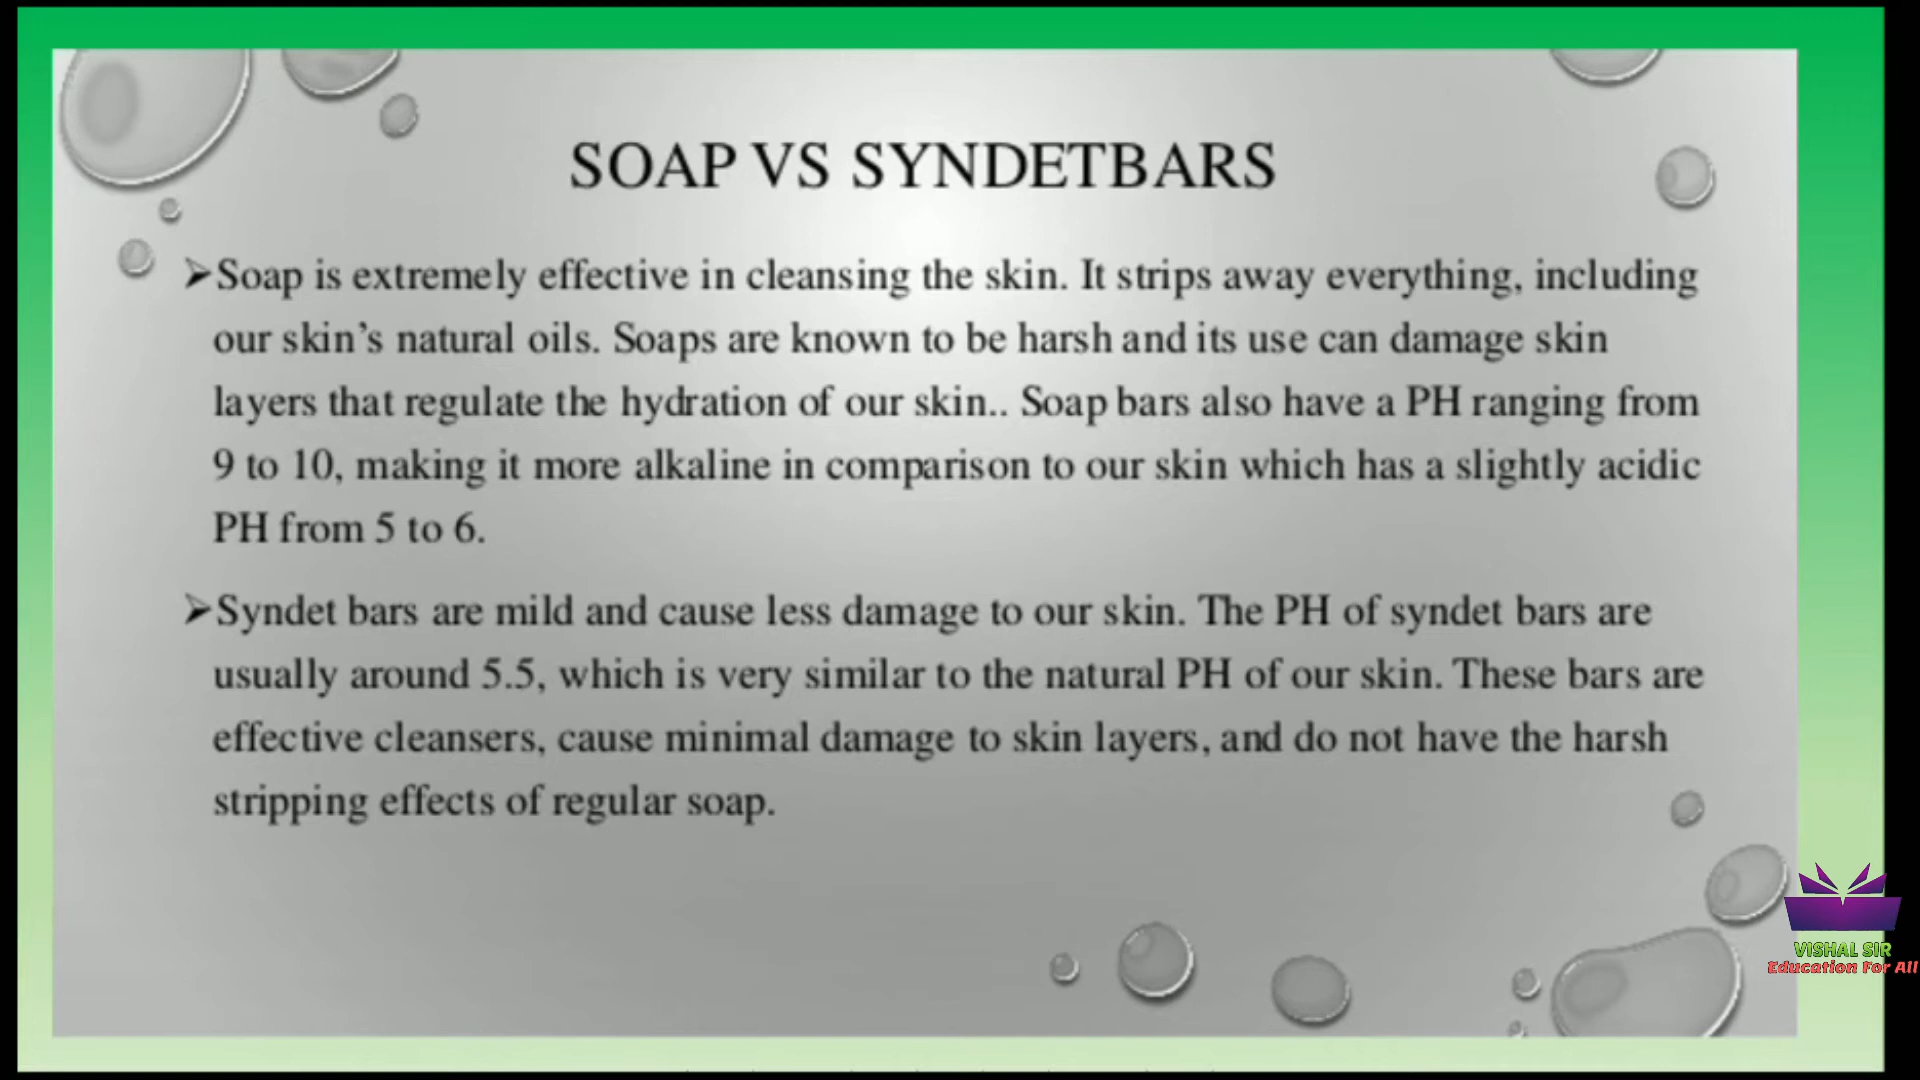 SOAP VS SYNDETBARS
➢Soap is extremely effective in cleansing the skin. It strips away everything, including
our skin’s natural oils. Soaps are known to be harsh and its use can damage skin
layers that regulate the hydration of our skin.. Soap bars also have a PH ranging from
9 to 10, making it more alkaline in comparison to our skin which has a slightly acidic
PH from 5 to 6.
➢Syndet bars are mild and cause less damage to our skin. The PH of syndet bars are
usually around 5.5, which is very similar to the natural PH of our skin. These bars are
effective cleansers, cause minimal damage to skin layers, and do not have the harsh
stripping effects of regular soap.
VISHAL SIR
Education For All